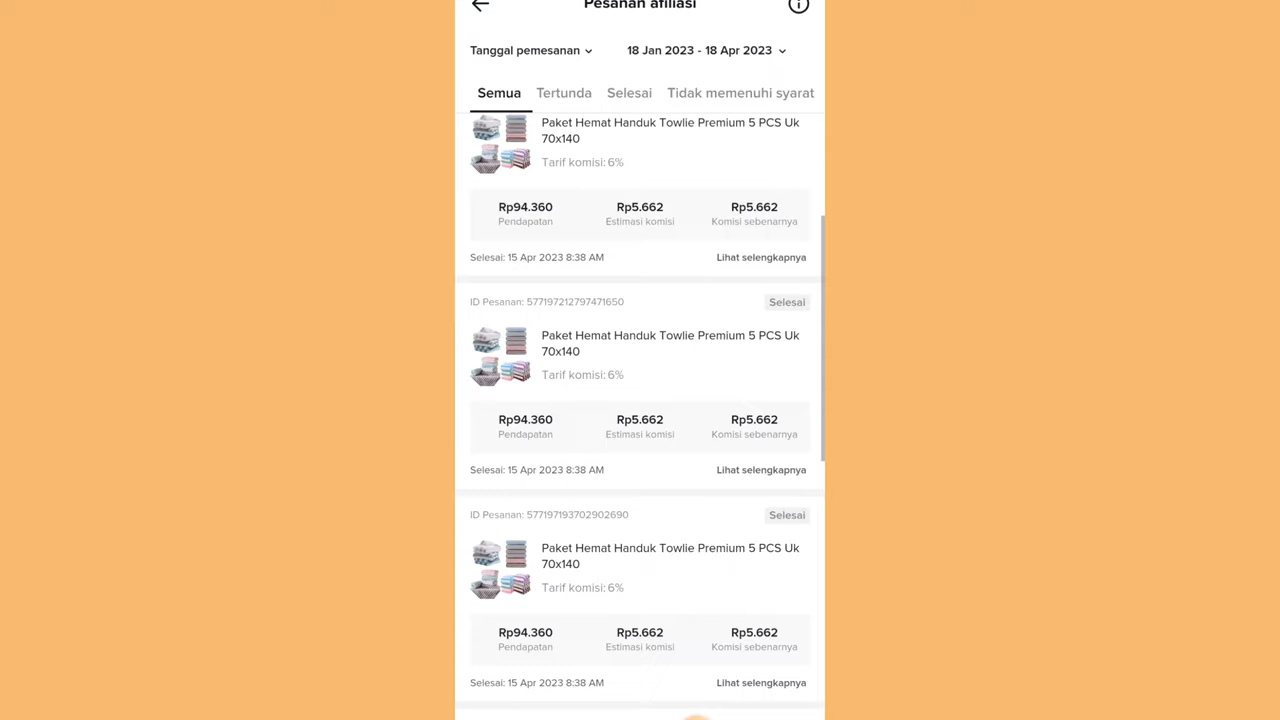 Pesanan afiliasi
Tanggal pemesanan
18 Jan 2023 - 18 Apr 2023
Semua
Tertunda
Selesai
Tidak memenuhi syarat
Paket Hemat Handuk Towlie Premium 5 PCS Uk
70x140
Tarif komisi: 6%
Rp94.360
Rp5.662
Rp5.662
Pendapatan
Estimasi komisi
Komisi sebenarnya
Selesai: 15 Apr 2023 8:38 AM
Lihat selengkapnya
ID Pesanan: 577197212797471650
Selesai
Paket Hemat Handuk Towlie Premium 5 PCS Uk
70x140
Tarif komisi: 6%
Rp94.360
Rp5.662
Rp5.662
Pendapatan
Estimasi komisi
Komisi sebenarnya
Selesai: 15 Apr 2023 8:38 AM
Lihat selengkapnya
ID Pesanan: 577197193702902690
Selesai
Paket Hemat Handuk Towlie Premium 5 PCS Uk
70x140
Tarif komisi: 6%
Rp94.360
Rp5.662
Rp5.662
Pendapatan
Estimasi komisi
Komisi sebenarnya
Selesai: 15 Apr 2023 8:38 AM
Lihat selengkapnya